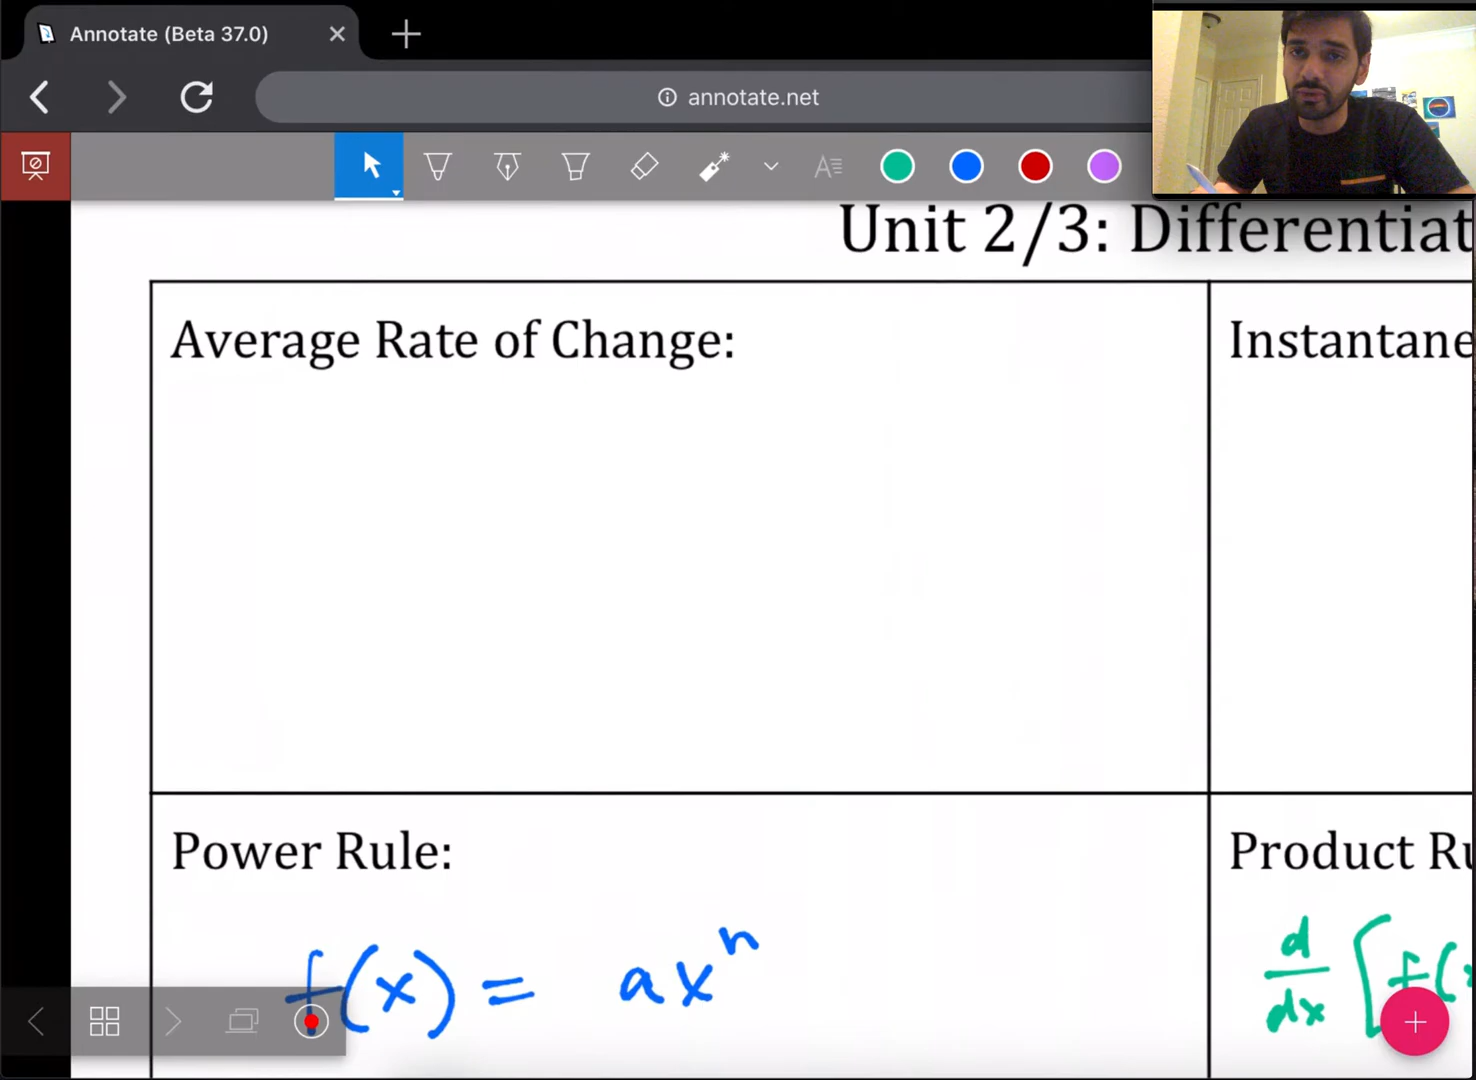 Annotate (Beta 37.0)
annotate.net
Unit 2/3: Differentiat
Average Rate of Change:
Instantane
Power Rule:
Product Ru
f(x) = ax^n
d/dx [f(x